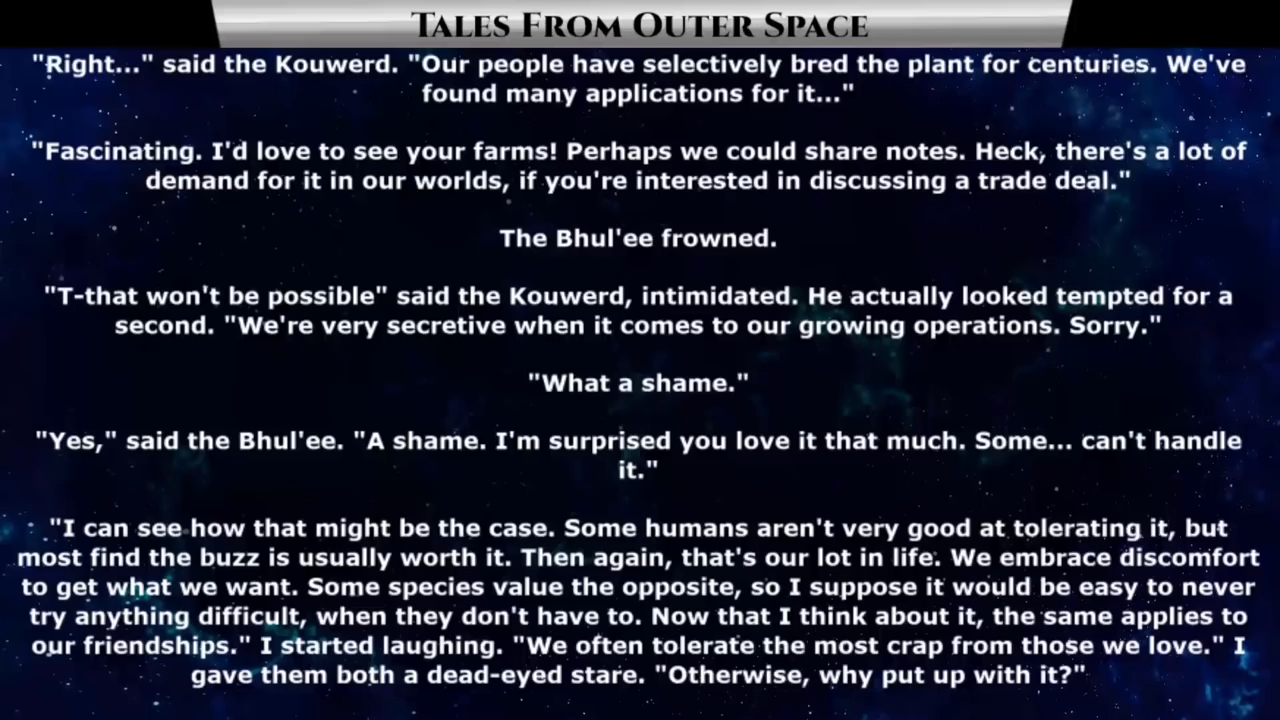 Tales From Outer Space
"Right..." said the Kouwerd. "Our people have selectively bred the plant for centuries. We've
found many applications for it..."
"Fascinating. I'd love to see your farms! Perhaps we could share notes. Heck, there's a lot of
demand for it in our worlds, if you're interested in discussing a trade deal."
The Bhul'ee frowned.
"T-that won't be possible" said the Kouwerd, intimidated. He actually looked tempted for a
second. "We're very secretive when it comes to our growing operations. Sorry."
"What a shame."
"Yes," said the Bhul'ee. "A shame. I'm surprised you love it that much. Some... can't handle
it."
"I can see how that might be the case. Some humans aren't very good at tolerating it, but
most find the buzz is usually worth it. Then again, that's our lot in life. We embrace discomfort
to get what we want. Some species value the opposite, so I suppose it would be easy to never
try anything difficult, when they don't have to. Now that I think about it, the same applies to
our friendships." I started laughing. "We often tolerate the most crap from those we love." I
gave them both a dead-eyed stare. "Otherwise, why put up with it?"